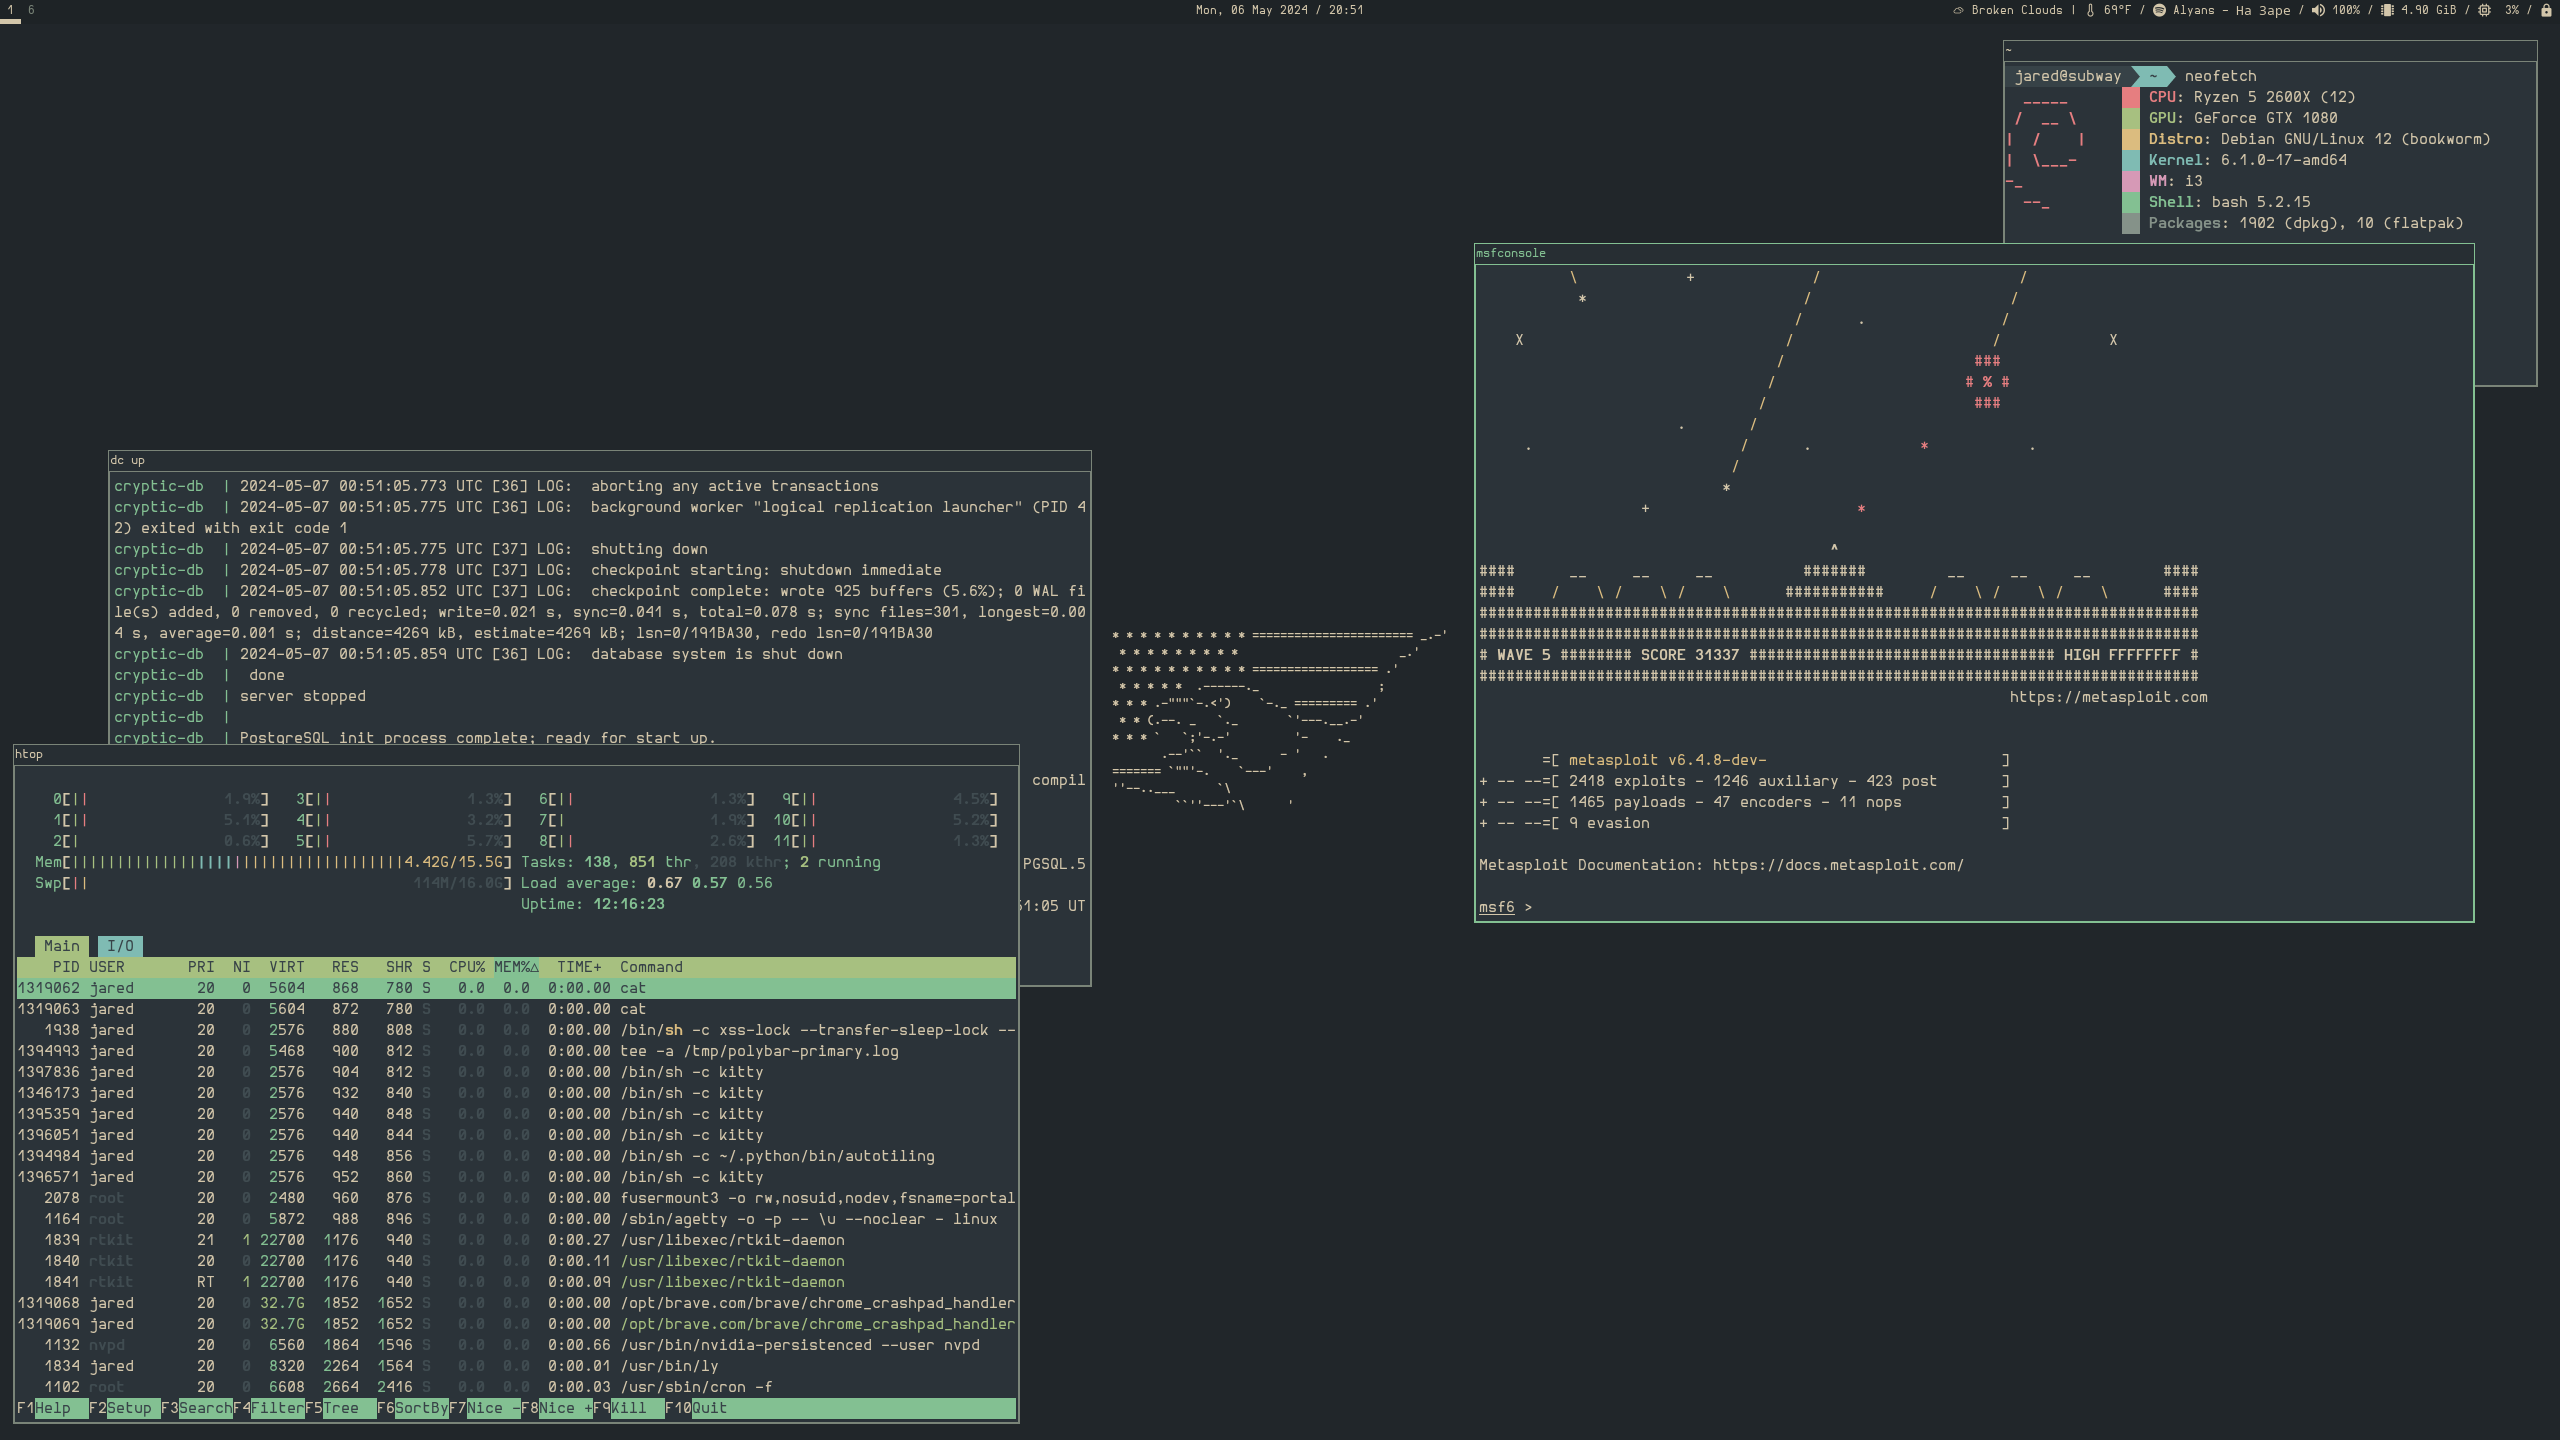 1 6
Mon, 06 May 2024 / 20:51
Broken Clouds | 69°F / Alyans - На Заре / 100% / 4.90 GiB / 3% /
~
jared@subway ~ neofetch
CPU: Ryzen 5 2600X (12)
GPU: GeForce GTX 1080
Distro: Debian GNU/Linux 12 (bookworm)
Kernel: 6.1.0-17-amd64
WM: i3
Shell: bash 5.2.15
Packages: 1902 (dpkg), 10 (flatpak)
msfconsole
# WAVE 5 ######## SCORE 31337 ################################## HIGH FFFFFFFF #
https://metasploit.com
=[ metasploit v6.4.8-dev- ]
+ -- --=[ 2418 exploits - 1246 auxiliary - 423 post ]
+ -- --=[ 1465 payloads - 47 encoders - 11 nops ]
+ -- --=[ 9 evasion ]
Metasploit Documentation: https://docs.metasploit.com/
msf6 >
dc up
cryptic-db | 2024-05-07 00:51:05.773 UTC [36] LOG: aborting any active transactions
cryptic-db | 2024-05-07 00:51:05.775 UTC [36] LOG: background worker "logical replication launcher" (PID 4
2) exited with exit code 1
cryptic-db | 2024-05-07 00:51:05.775 UTC [37] LOG: shutting down
cryptic-db | 2024-05-07 00:51:05.778 UTC [37] LOG: checkpoint starting: shutdown immediate
cryptic-db | 2024-05-07 00:51:05.852 UTC [37] LOG: checkpoint complete: wrote 925 buffers (5.6%); 0 WAL fi
le(s) added, 0 removed, 0 recycled; write=0.021 s, sync=0.041 s, total=0.078 s; sync files=301, longest=0.00
4 s, average=0.001 s; distance=4269 kB, estimate=4269 kB; lsn=0/191BA30, redo lsn=0/191BA30
cryptic-db | 2024-05-07 00:51:05.859 UTC [36] LOG: database system is shut down
cryptic-db | done
cryptic-db | server stopped
cryptic-db |
cryptic-db | PostgreSQL init process complete; ready for start up.
compil
PGSQL.5
51:05 UT
htop
0[|| 1.9%] 3[|| 1.3%] 6[|| 1.3%] 9[|| 4.5%]
1[|| 5.1%] 4[|| 3.2%] 7[| 1.9%] 10[|| 5.2%]
2[| 0.6%] 5[|| 5.7%] 8[|| 2.6%] 11[|| 1.3%]
Mem[|||||||||||||||||||||||||||||||||||||4.42G/15.5G] Tasks: 138, 851 thr, 208 kthr; 2 running
Swp[|| 114M/16.0G] Load average: 0.67 0.57 0.56
Uptime: 12:16:23
Main I/O
PID USER PRI NI VIRT RES SHR S CPU% MEM%△ TIME+ Command
1319062 jared 20 0 5604 868 780 S 0.0 0.0 0:00.00 cat
1319063 jared 20 0 5604 872 780 S 0.0 0.0 0:00.00 cat
1938 jared 20 0 2576 880 808 S 0.0 0.0 0:00.00 /bin/sh -c xss-lock --transfer-sleep-lock --
1394993 jared 20 0 5468 900 812 S 0.0 0.0 0:00.00 tee -a /tmp/polybar-primary.log
1397836 jared 20 0 2576 904 812 S 0.0 0.0 0:00.00 /bin/sh -c kitty
1346173 jared 20 0 2576 932 840 S 0.0 0.0 0:00.00 /bin/sh -c kitty
1395359 jared 20 0 2576 940 848 S 0.0 0.0 0:00.00 /bin/sh -c kitty
1396051 jared 20 0 2576 940 844 S 0.0 0.0 0:00.00 /bin/sh -c kitty
1394984 jared 20 0 2576 948 856 S 0.0 0.0 0:00.00 /bin/sh -c ~/.python/bin/autotiling
1396571 jared 20 0 2576 952 860 S 0.0 0.0 0:00.00 /bin/sh -c kitty
2078 root 20 0 2480 960 876 S 0.0 0.0 0:00.00 fusermount3 -o rw,nosuid,nodev,fsname=portal
1164 root 20 0 5872 988 896 S 0.0 0.0 0:00.00 /sbin/agetty -o -p -- \u --noclear - linux
1839 rtkit 21 1 22700 1176 940 S 0.0 0.0 0:00.27 /usr/libexec/rtkit-daemon
1840 rtkit 20 0 22700 1176 940 S 0.0 0.0 0:00.11 /usr/libexec/rtkit-daemon
1841 rtkit RT 1 22700 1176 940 S 0.0 0.0 0:00.09 /usr/libexec/rtkit-daemon
1319068 jared 20 0 32.7G 1852 1652 S 0.0 0.0 0:00.00 /opt/brave.com/brave/chrome_crashpad_handler
1319069 jared 20 0 32.7G 1852 1652 S 0.0 0.0 0:00.00 /opt/brave.com/brave/chrome_crashpad_handler
1132 nvpd 20 0 6560 1864 1596 S 0.0 0.0 0:00.66 /usr/bin/nvidia-persistenced --user nvpd
1834 jared 20 0 8320 2264 1564 S 0.0 0.0 0:00.01 /usr/bin/ly
1102 root 20 0 6608 2664 2416 S 0.0 0.0 0:00.03 /usr/sbin/cron -f
F1Help F2Setup F3SearchF4FilterF5Tree F6SortByF7Nice -F8Nice +F9Kill F10Quit